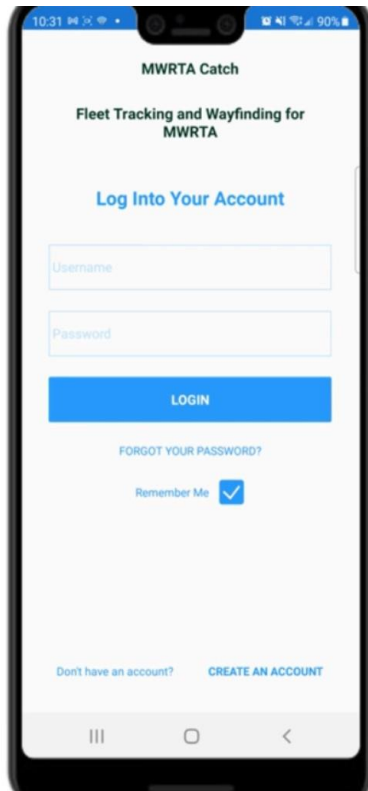 10:31
90%
MWRTA Catch
Fleet Tracking and Wayfinding for
MWRTA
Log Into Your Account
Username
Password
LOGIN
FORGOT YOUR PASSWORD?
Remember Me
Don't have an account? CREATE AN ACCOUNT